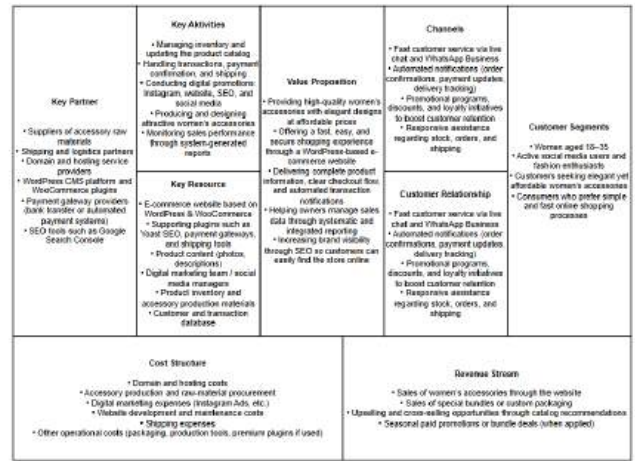 Key Partner
• Suppliers of accessory raw
materials
• Shipping and logistics partners
• Domain and hosting service
providers
• WordPress CMS platform and
WooCommerce plugins
• Payment gateway providers
(bank transfer or automated
payment systems)
• SEO tools such as Google
Search Console
Key Aktivities
• Managing inventory and
updating the product catalog
• Handling transactions, payment
confirmation, and shipping
• Conducting digital promotions:
Instagram, website, SEO, and
social media
• Producing and designing
attractive women's accessories
• Monitoring sales performance
through system-generated
reports
Key Resource
• E-commerce website based on
WordPress & WooCommerce
• Supporting plugins such as
Yoast SEO, payment gateways,
and shipping tools
• Product content (photos,
descriptions)
• Digital marketing team / social
media managers
• Product inventory and
accessory production materials
• Customer and transaction
database
Value Proposition
• Providing high-quality women's
accessories with elegant designs
at affordable prices
• Offering a fast, easy, and
secure shopping experience
through a WordPress-based e-
commerce website
• Delivering complete product
information, clear checkout flow,
and automated transaction
notifications
• Helping owners manage sales
data through systematic and
integrated reporting
• Increasing brand visibility
through SEO so customers can
easily find the store online
Channels
• Fast customer service via live
chat and WhatsApp Business
• Automated notifications (order
confirmations, payment updates,
delivery tracking)
• Promotional programs,
discounts, and loyalty initiatives
to boost customer retention
• Responsive assistance
regarding stock, orders, and
shipping
Customer Relationship
• Fast customer service via live
chat and WhatsApp Business
• Automated notifications (order
confirmations, payment updates,
delivery tracking)
• Promotional programs,
discounts, and loyalty initiatives
to boost customer retention
• Responsive assistance
regarding stock, orders, and
shipping
Customer Segments
• Women aged 16–35
• Active social media users and
fashion enthusiasts
• Customers seeking elegant yet
affordable women's accessories
• Consumers who prefer simple
and fast online shopping
processes
Cost Structure
• Domain and hosting costs
• Accessory production and raw-material procurement
• Digital marketing expenses (Instagram Ads, etc.)
• Website development and maintenance costs
• Shipping expenses
• Other operational costs (packaging, production tools, premium plugins if used)
Revenue Stream
• Sales of women's accessories through the website
• Sales of special bundles or custom packaging
• Upselling and cross-selling opportunities through catalog recommendations
• Seasonal paid promotions or bundle deals (when applied)